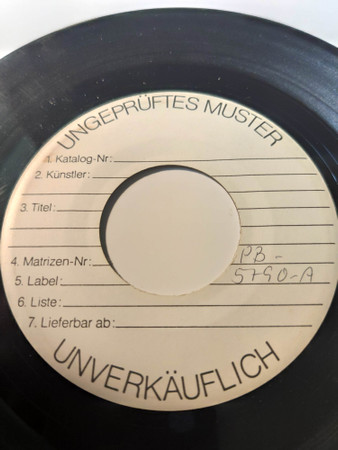 UNGEPRÜFTES MUSTER
1. Katalog-Nr:
2. Künstler:
3. Titel:
4. Matrizen-Nr: PB-
5. Label: 5790-A
6. Liste:
7. Lieferbar ab:
UNVERKÄUFLICH